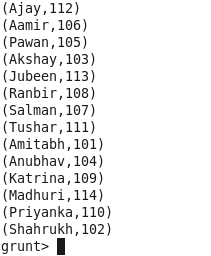 (Ajay,112)
(Aamir,106)
(Pawan,105)
(Akshay,103)
(Jubeen,113)
(Ranbir,108)
(Salman,107)
(Tushar,111)
(Amitabh,101)
(Anubhav,104)
(Katrina,109)
(Madhuri,114)
(Priyanka,110)
(Shahrukh,102)
grunt>